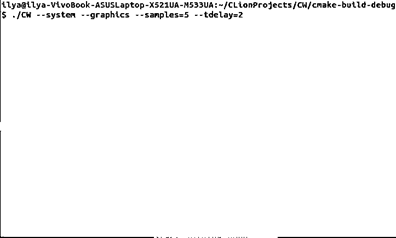 ilya@ilya-VivoBook-ASUSLaptop-X521UA-M533UA:~/CLionProjects/CW/cmake-build-debug
$ ./CW --system --graphics --samples=5 --tdelay=2